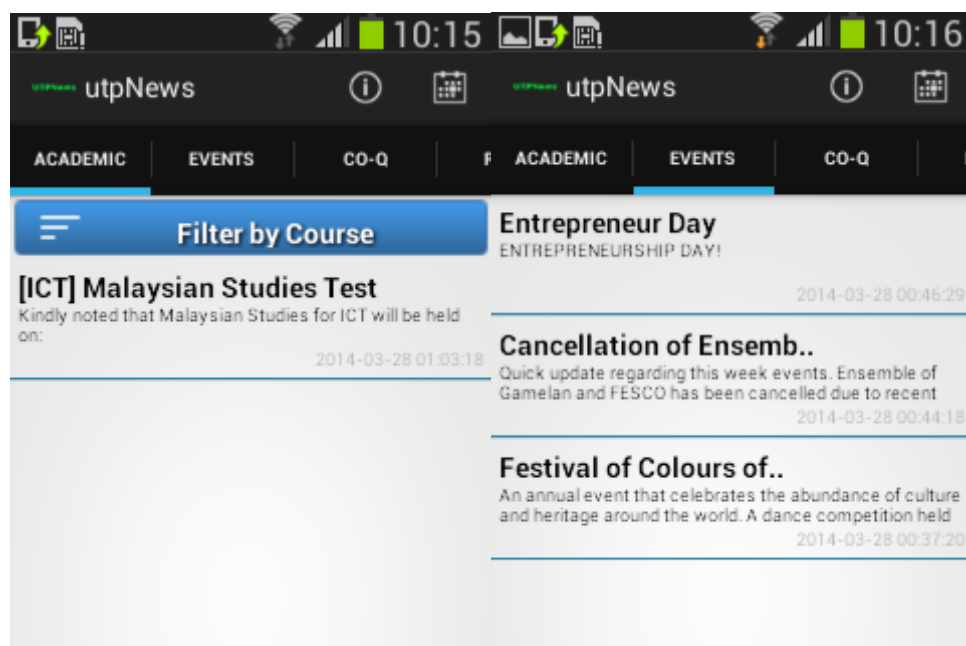 10:15
utpNews
ACADEMIC EVENTS CO-Q
Filter by Course
[ICT] Malaysian Studies Test
Kindly noted that Malaysian Studies for ICT will be held
on:
2014-03-28 01:03:18
10:16
utpNews
ACADEMIC EVENTS CO-Q
Entrepreneur Day
ENTREPRENEURSHIP DAY!
2014-03-28 00:46:29
Cancellation of Ensemb..
Quick update regarding this week events. Ensemble of
Gamelan and FESCO has been cancelled due to recent
2014-03-28 00:44:18
Festival of Colours of..
An annual event that celebrates the abundance of culture
and heritage around the world. A dance competition held
2014-03-28 00:37:20